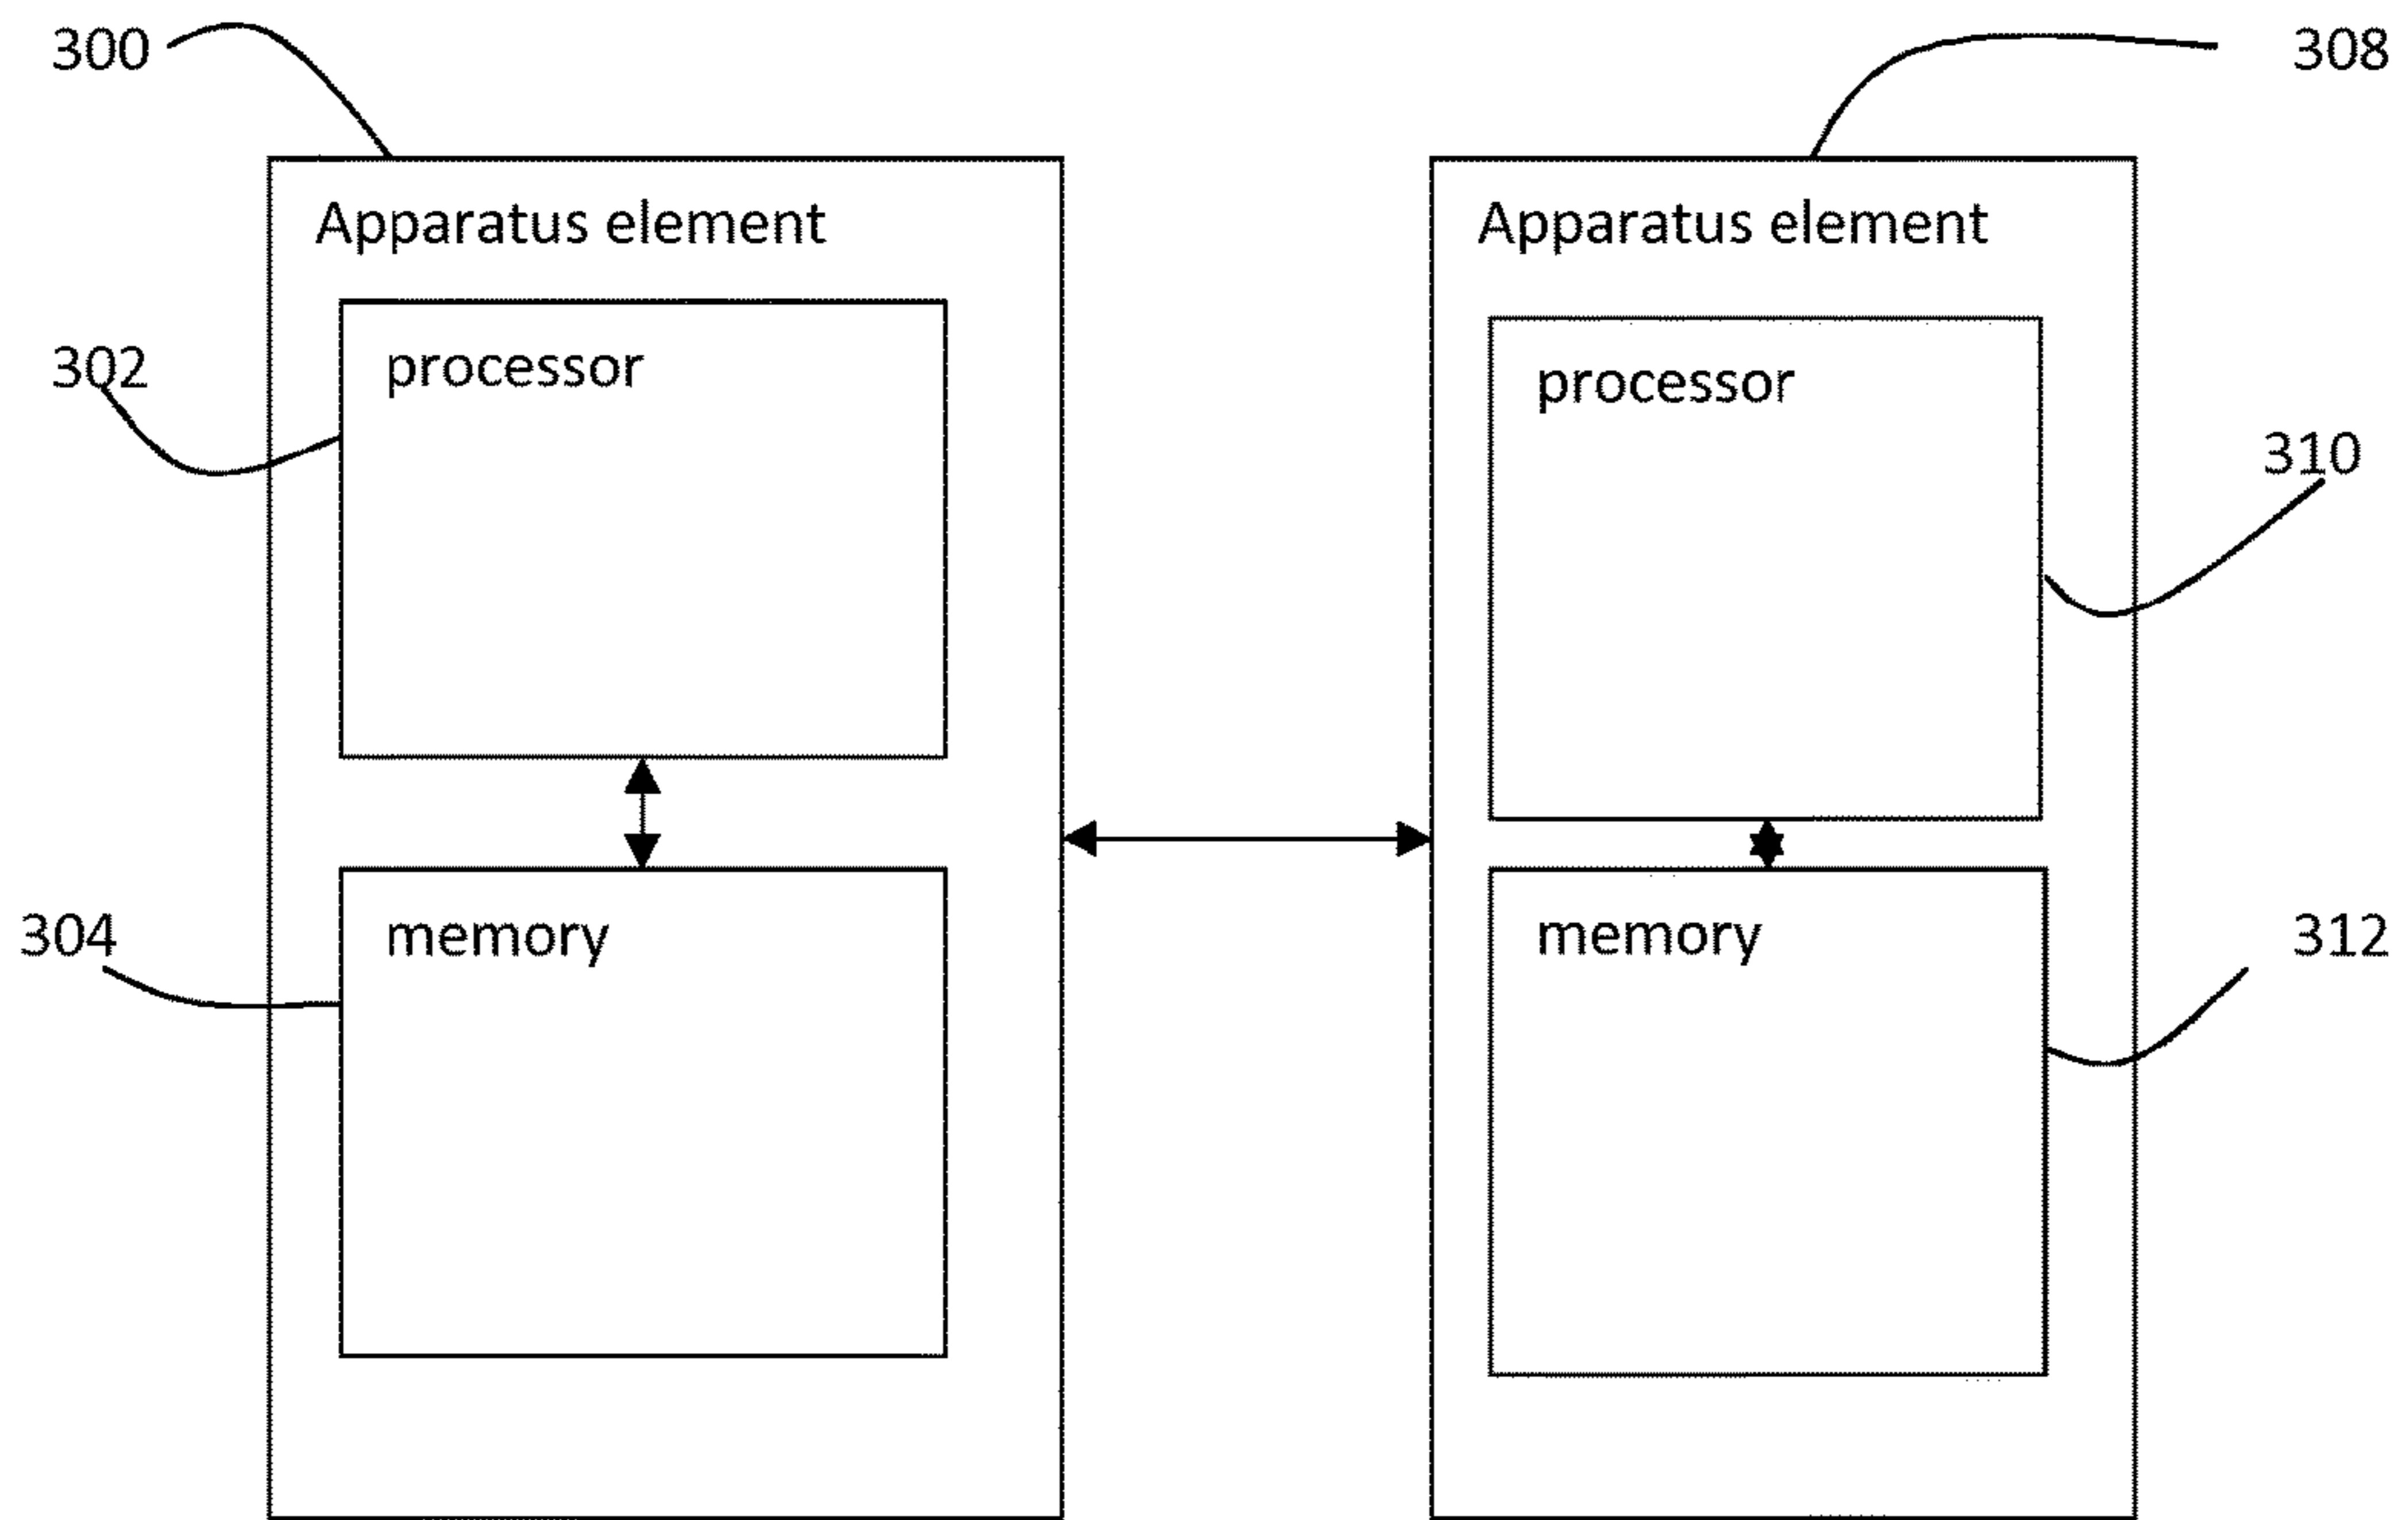 300
308
Apparatus element
Apparatus element
302
processor
processor
310
304
memory
memory
312